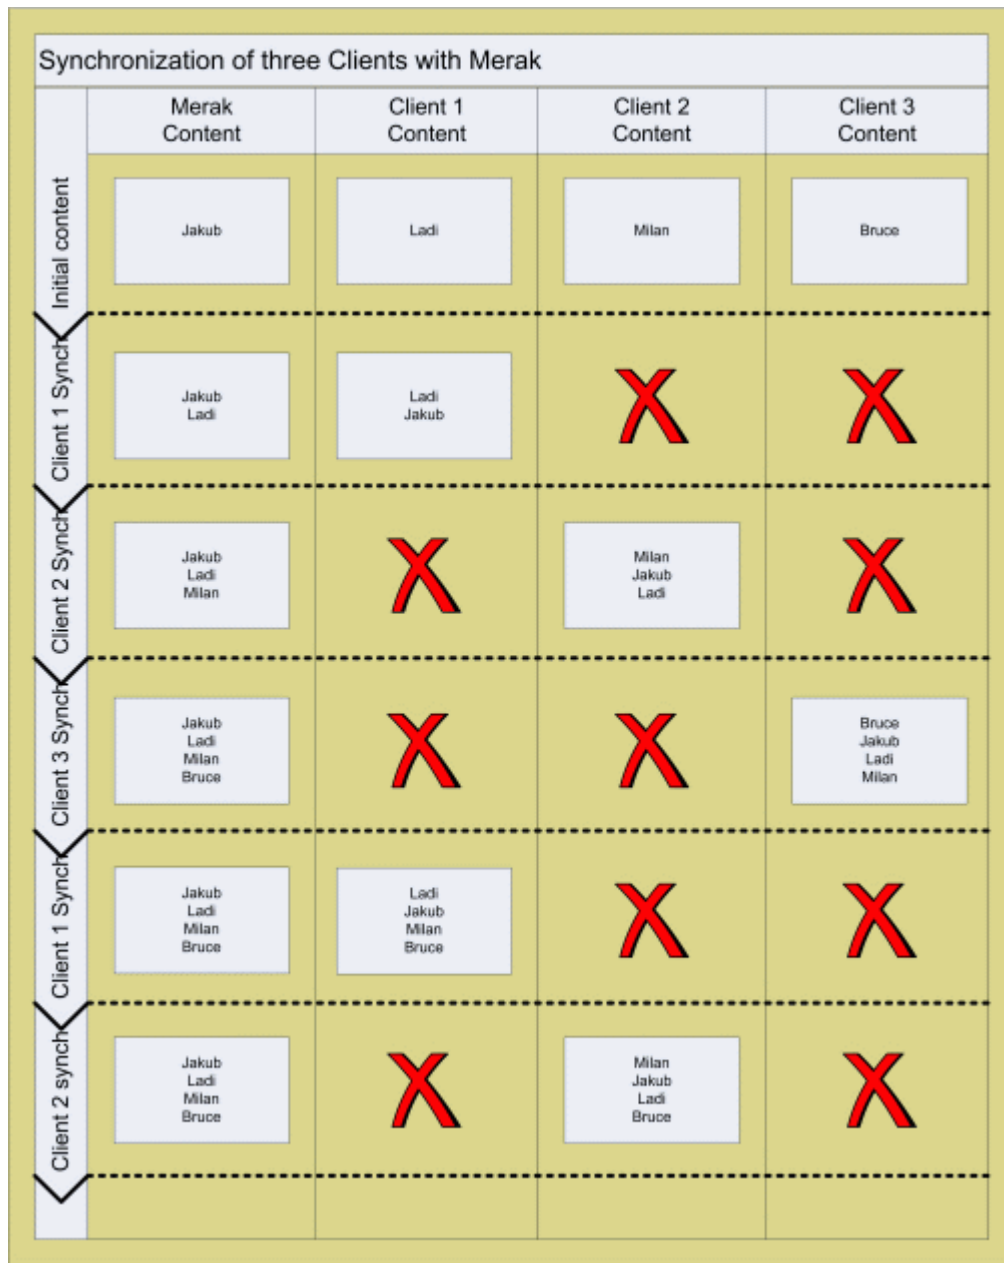 Synchronization of three Clients with Merak
Merak
Content
Client 1
Content
Client 2
Content
Client 3
Content
Initial content
Jakub
Ladi
Milan
Bruce
Client 1 Synch
Jakub
Ladi
Ladi
Jakub
Client 2 Synch
Jakub
Ladi
Milan
Milan
Jakub
Ladi
Client 3 Synch
Jakub
Ladi
Milan
Bruce
Bruce
Jakub
Ladi
Milan
Client 1 Synch
Jakub
Ladi
Milan
Bruce
Ladi
Jakub
Milan
Bruce
Client 2 synch
Jakub
Ladi
Milan
Bruce
Milan
Jakub
Ladi
Bruce